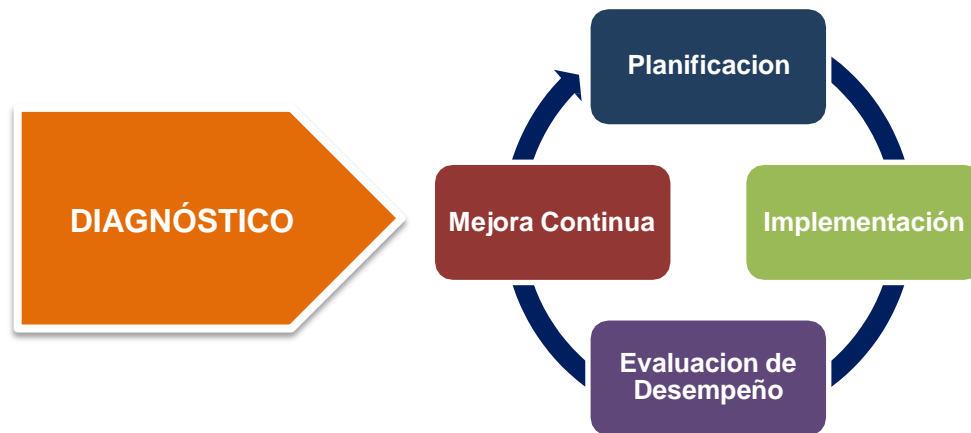 Planificacion
DIAGNÓSTICO
Mejora Continua
Implementación
Evaluacion de
Desempeño